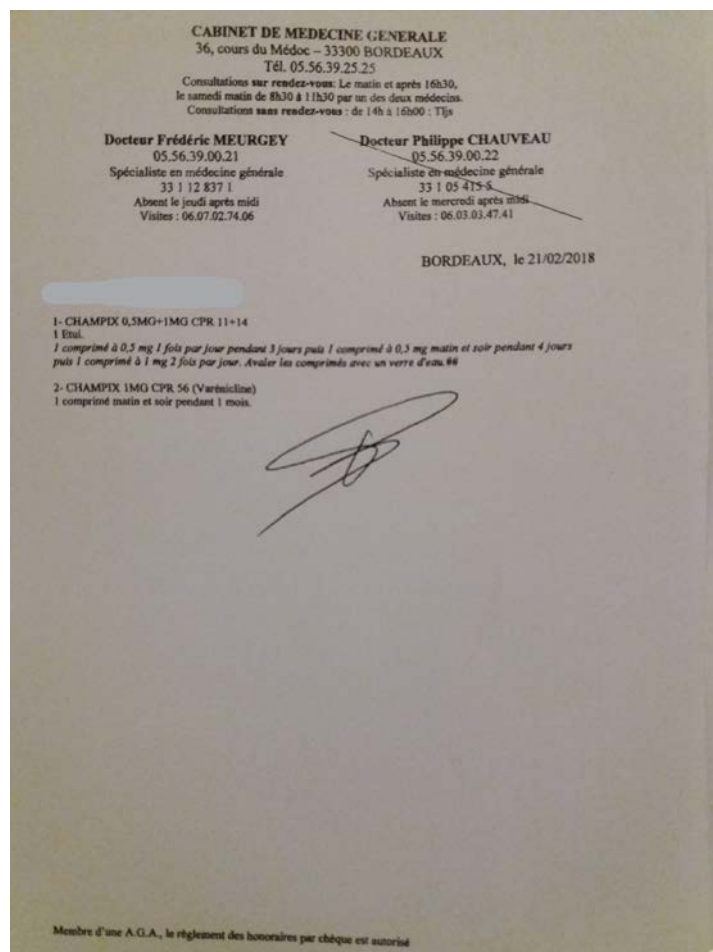 CABINET DE MEDECINE GENERALE
36, cours du Médoc – 33300 BORDEAUX
Tél. 05.56.39.25.25
Consultations sur rendez-vous: Le matin et après 16h30,
le samedi matin de 8h30 à 11h30 par un des deux médecins.
Consultations sans rendez-vous : de 14h à 16h00 : Tljs
Docteur Frédéric MEURGEY
05.56.39.00.21
Spécialiste en médecine générale
33 1 12 837 1
Absent le jeudi après midi
Visites : 06.07.02.74.06
Docteur Philippe CHAUVEAU
05.56.39.00.22
Spécialiste en médecine générale
33 1 05 415 5
Absent le mercredi après midi
Visites : 06.03.03.47.41
BORDEAUX, le 21/02/2018
1- CHAMPIX 0,5MG+1MG CPR 11+14
1 Etui.
1 comprimé à 0,5 mg 1 fois par jour pendant 3 jours puis 1 comprimé à 0,5 mg matin et soir pendant 4 jours
puis 1 comprimé à 1 mg 2 fois par jour. Avaler les comprimés avec un verre d'eau.##
2- CHAMPIX 1MG CPR 56 (Varénicline)
1 comprimé matin et soir pendant 1 mois.
Membre d'une A.G.A., le règlement des honoraires par chèque est autorisé